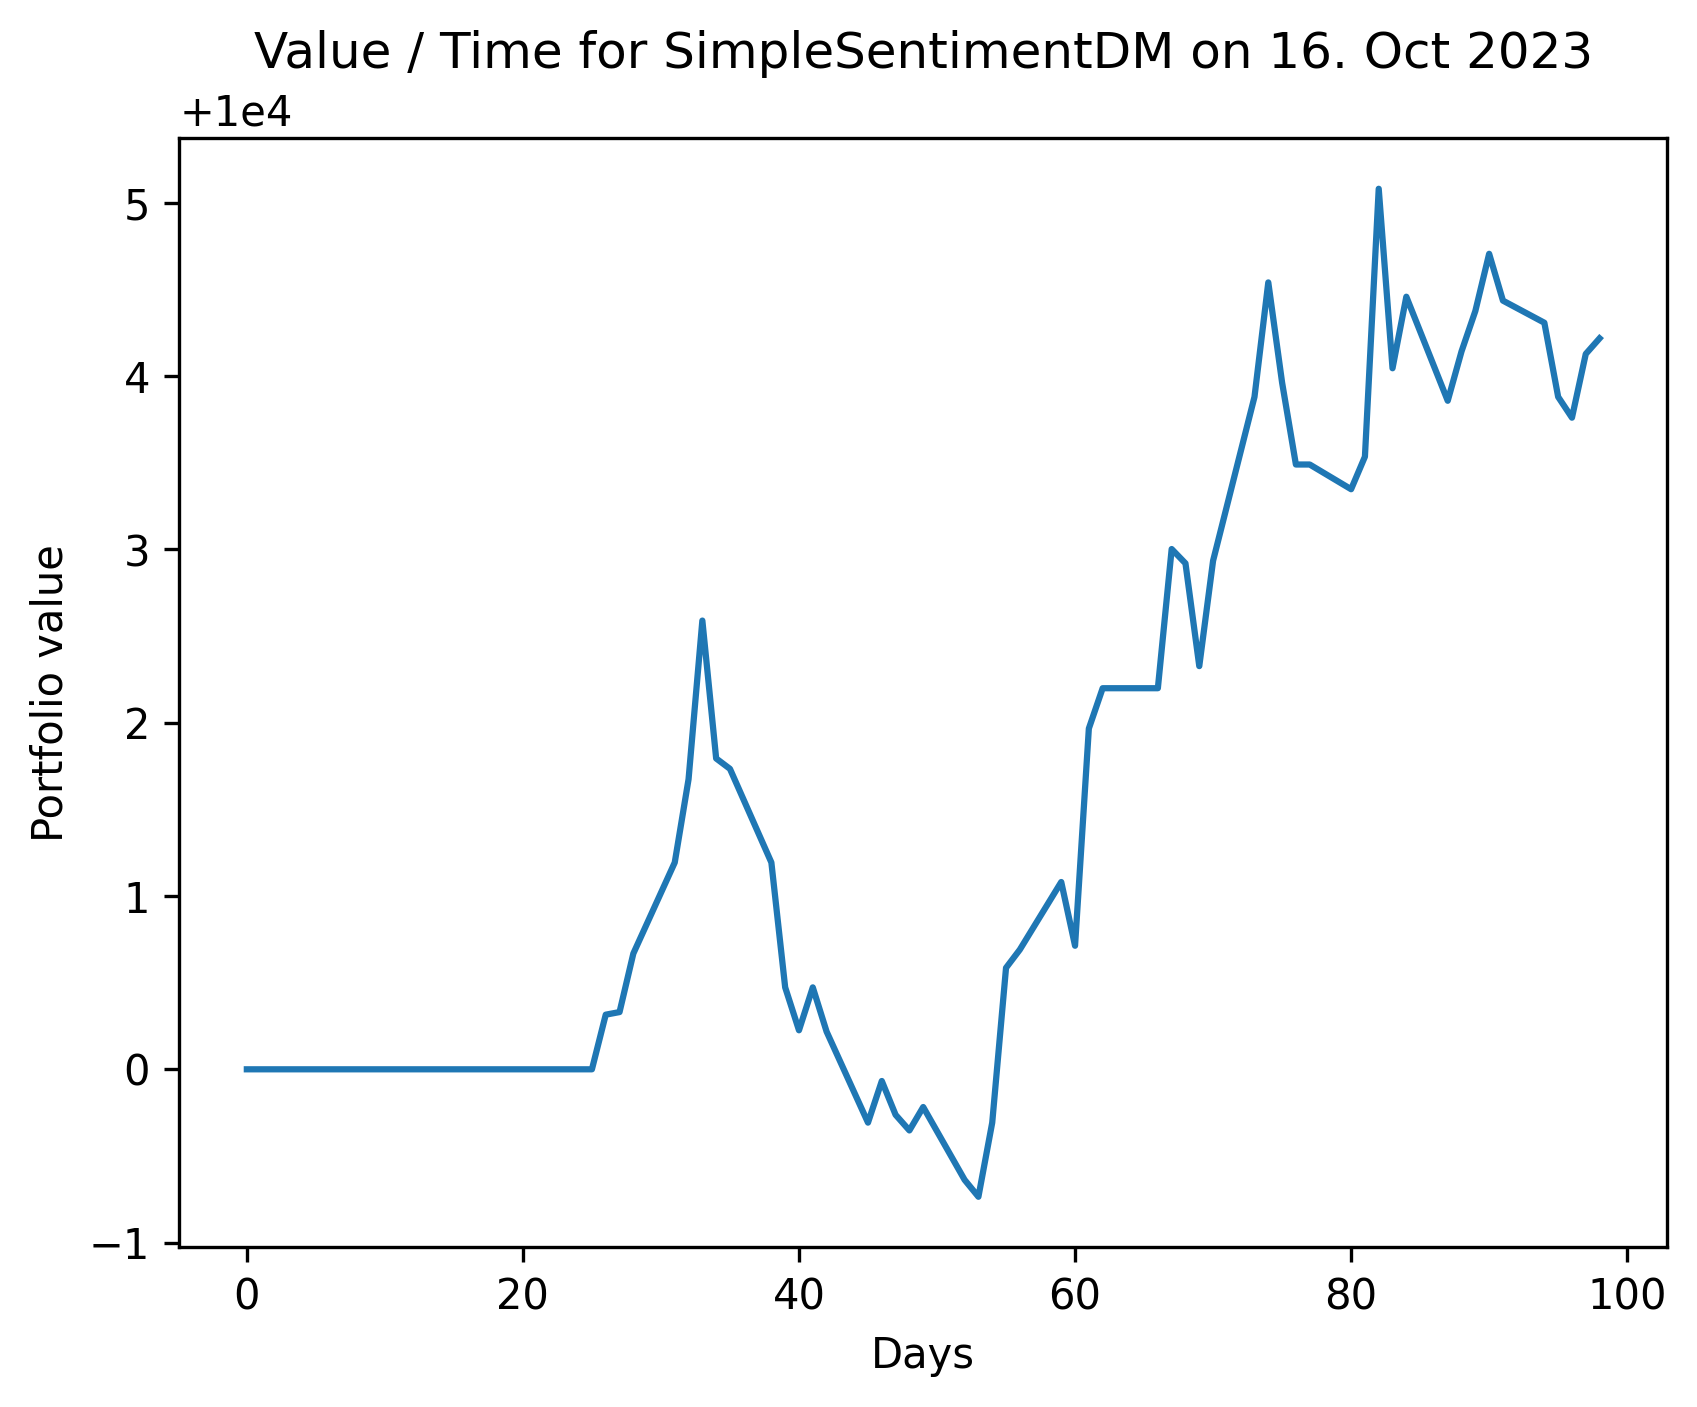 Value / Time for SimpleSentimentDM on 16. Oct 2023
+1e4
5
4
3
2
1
0
−1
Portfolio value
0 20 40 60 80 100
Days